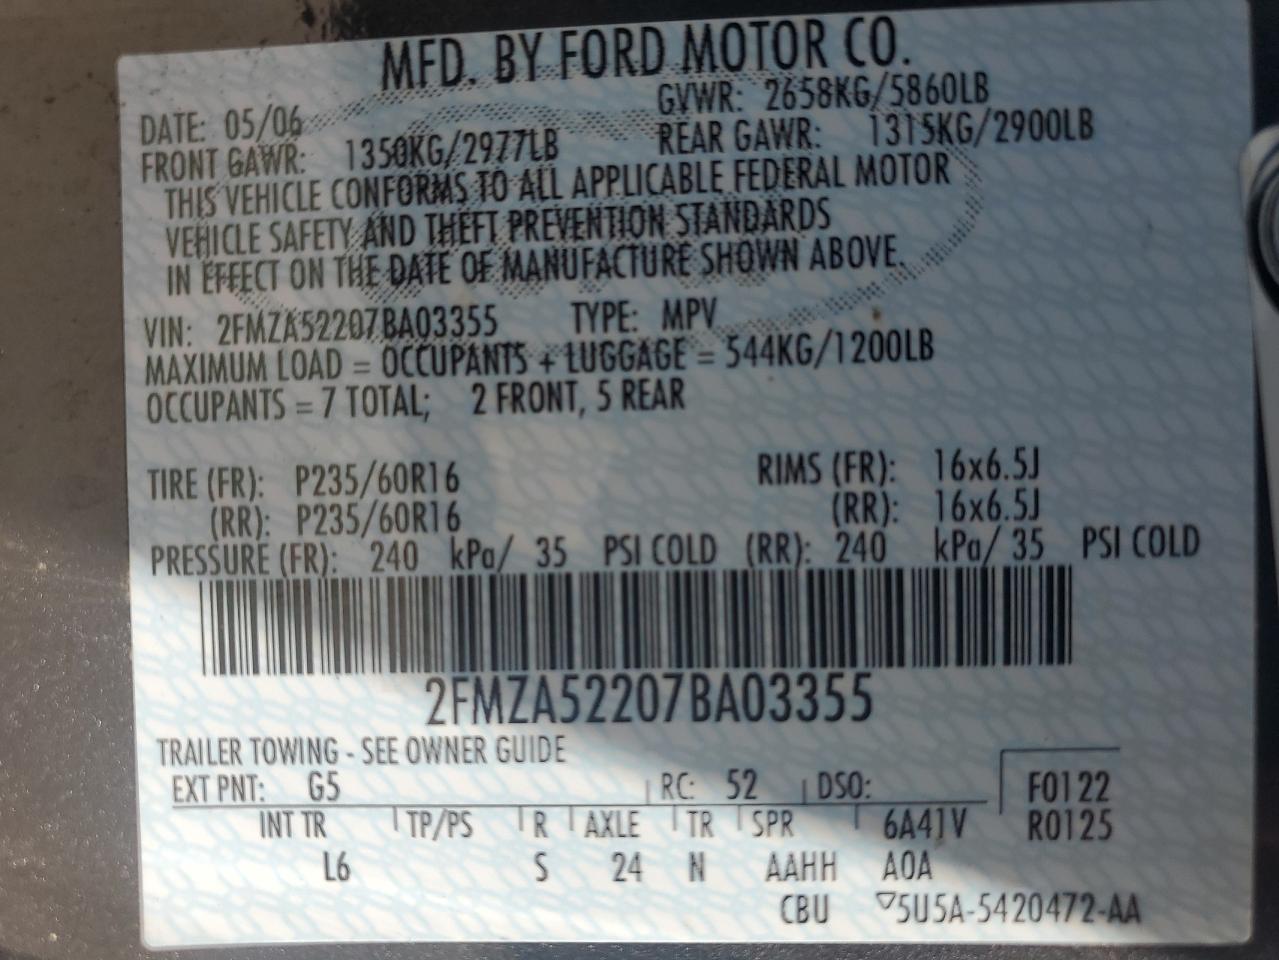 MFD. BY FORD MOTOR CO.
DATE: 05/06 GVWR: 2658KG/5860LB
FRONT GAWR: 1350KG/2977LB REAR GAWR: 1315KG/2900LB
THIS VEHICLE CONFORMS TO ALL APPLICABLE FEDERAL MOTOR
VEHICLE SAFETY AND THEFT PREVENTION STANDARDS
IN EFFECT ON THE DATE OF MANUFACTURE SHOWN ABOVE.
VIN: 2FMZA52207BA03355 TYPE: MPV
MAXIMUM LOAD = OCCUPANTS + LUGGAGE = 544KG/1200LB
OCCUPANTS = 7 TOTAL; 2 FRONT, 5 REAR
TIRE (FR): P235/60R16 RIMS (FR): 16x6.5J
(RR): P235/60R16 (RR): 16x6.5J
PRESSURE (FR): 240 kPa/ 35 PSI COLD (RR): 240 kPa/ 35 PSI COLD
2FMZA52207BA03355
TRAILER TOWING - SEE OWNER GUIDE
EXT PNT: G5 RC: 52 DSO: F0122
INT TR TP/PS R AXLE TR SPR 6A41V R0125
L6 S 24 N AAHH A0A
CBU ▽5U5A-5420472-AA